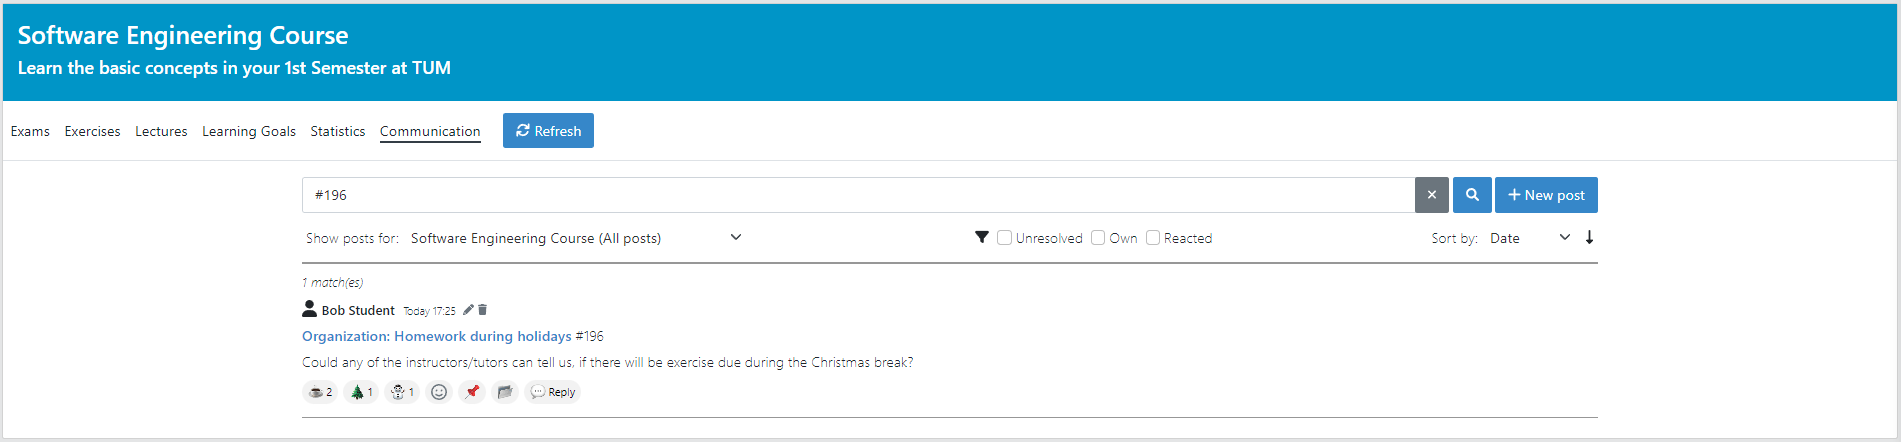 Software Engineering Course
Learn the basic concepts in your 1st Semester at TUM
Exams Exercises Lectures Learning Goals Statistics Communication Refresh
#196 × + New post
Show posts for: Software Engineering Course (All posts) Unresolved Own Reacted Sort by: Date
1 match(es)
Bob Student Today 17:25
Organization: Homework during holidays #196
Could any of the instructors/tutors can tell us, if there will be exercise due during the Christmas break?
2 1 1 Reply